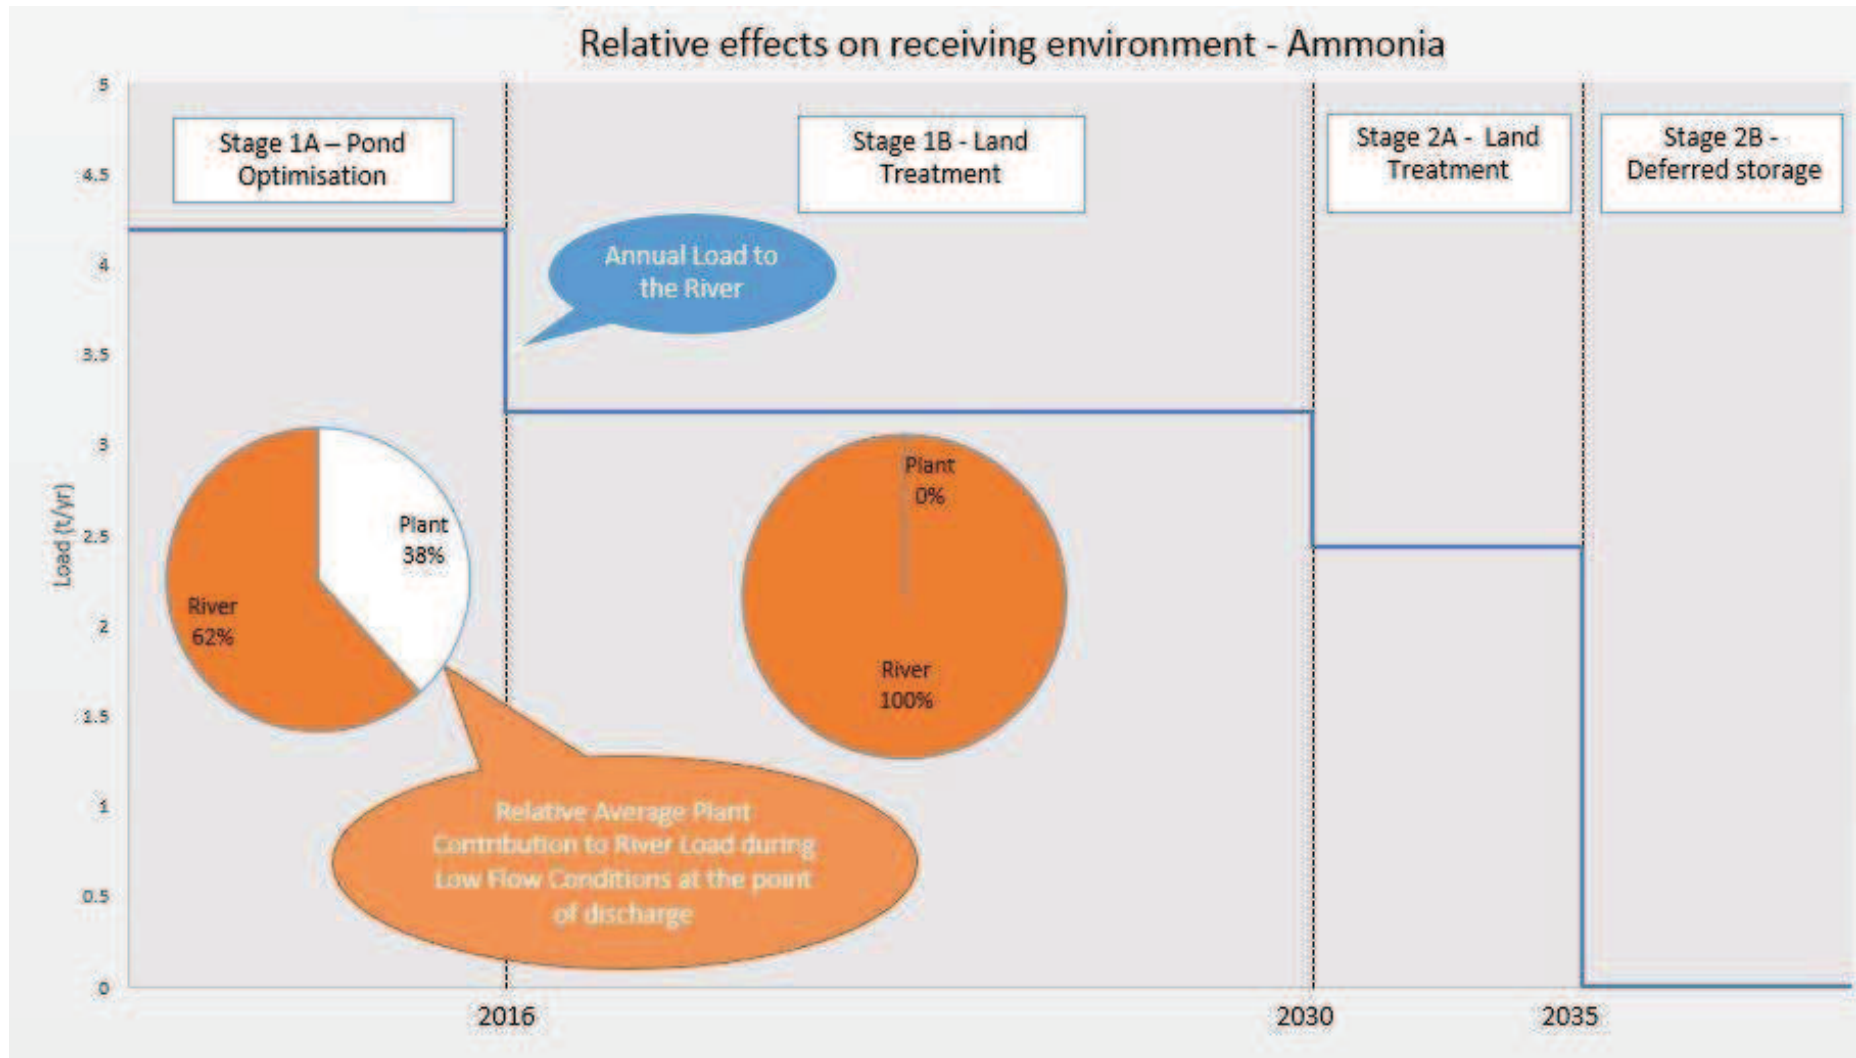 Relative effects on receiving environment - Ammonia
5
4.5
4
3.5
3
2.5
2
1.5
1
0.5
0
Load (t/yr)
Stage 1A – Pond
Optimisation
Stage 1B - Land
Treatment
Stage 2A - Land
Treatment
Stage 2B -
Deferred storage
Annual Load to
the River
Plant
38%
River
62%
Plant
0%
River
100%
Relative Average Plant
Contribution to River Load during
Low Flow Conditions at the point
of discharge
2016
2030
2035